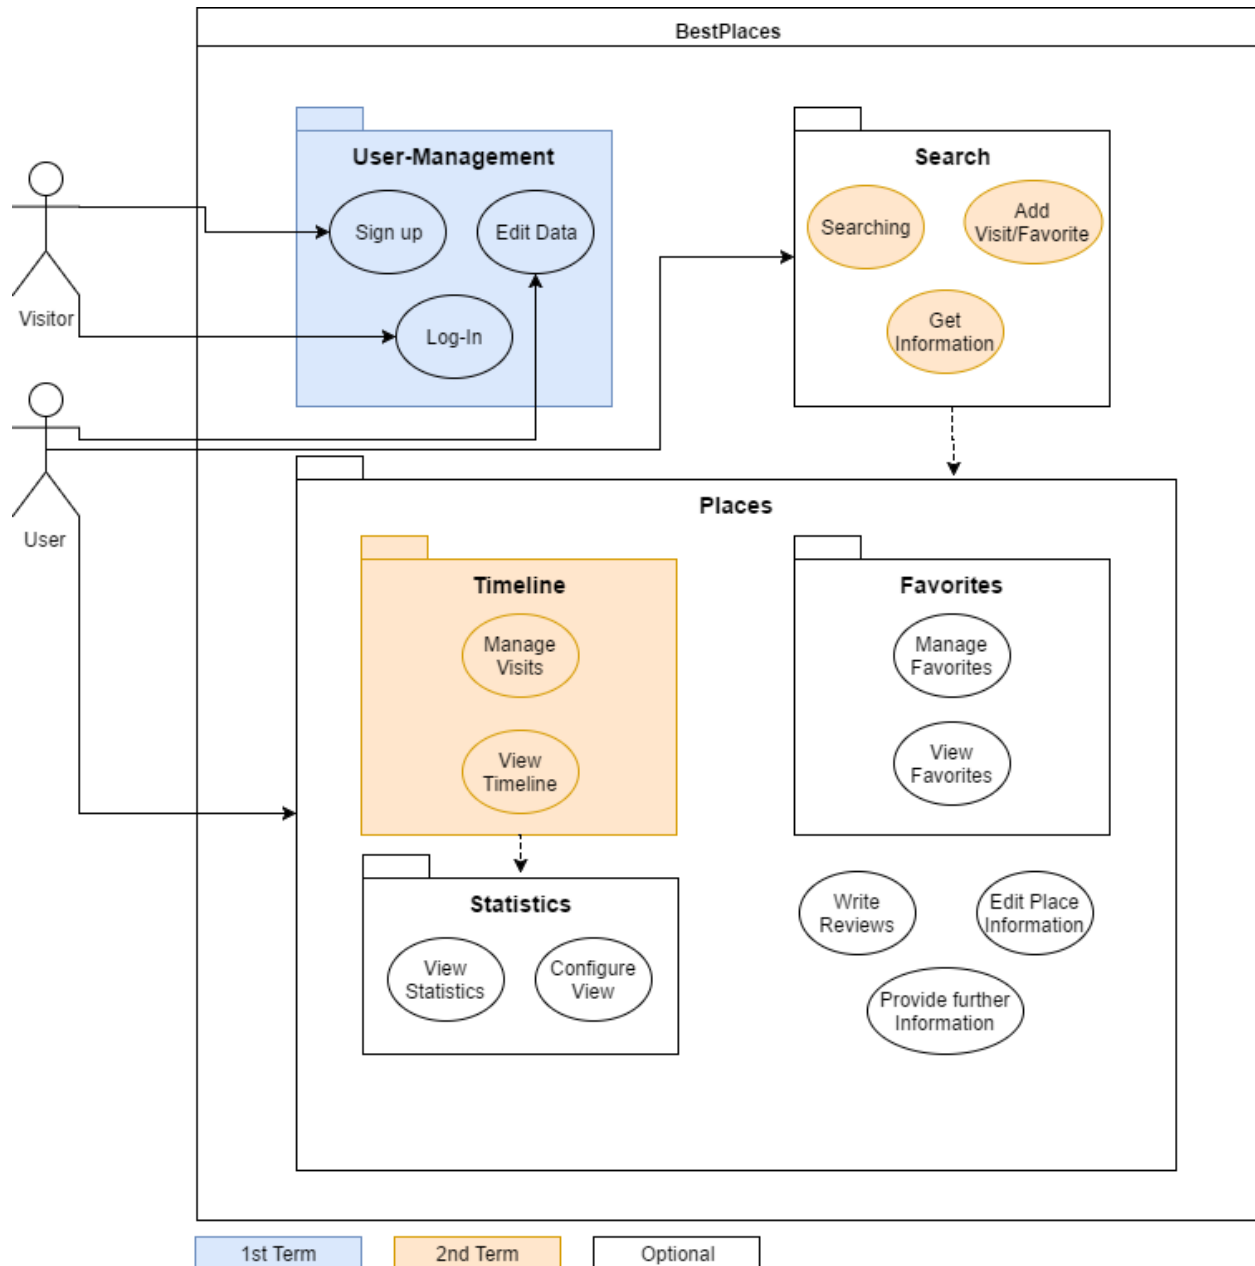 BestPlaces
User-Management
Sign up
Edit Data
Log-In
Search
Searching
Add
Visit/Favorite
Get
Information
Visitor
User
Places
Timeline
Manage
Visits
View
Timeline
Favorites
Manage
Favorites
View
Favorites
Statistics
View
Statistics
Configure
View
Write
Reviews
Edit Place
Information
Provide further
Information
1st Term
2nd Term
Optional